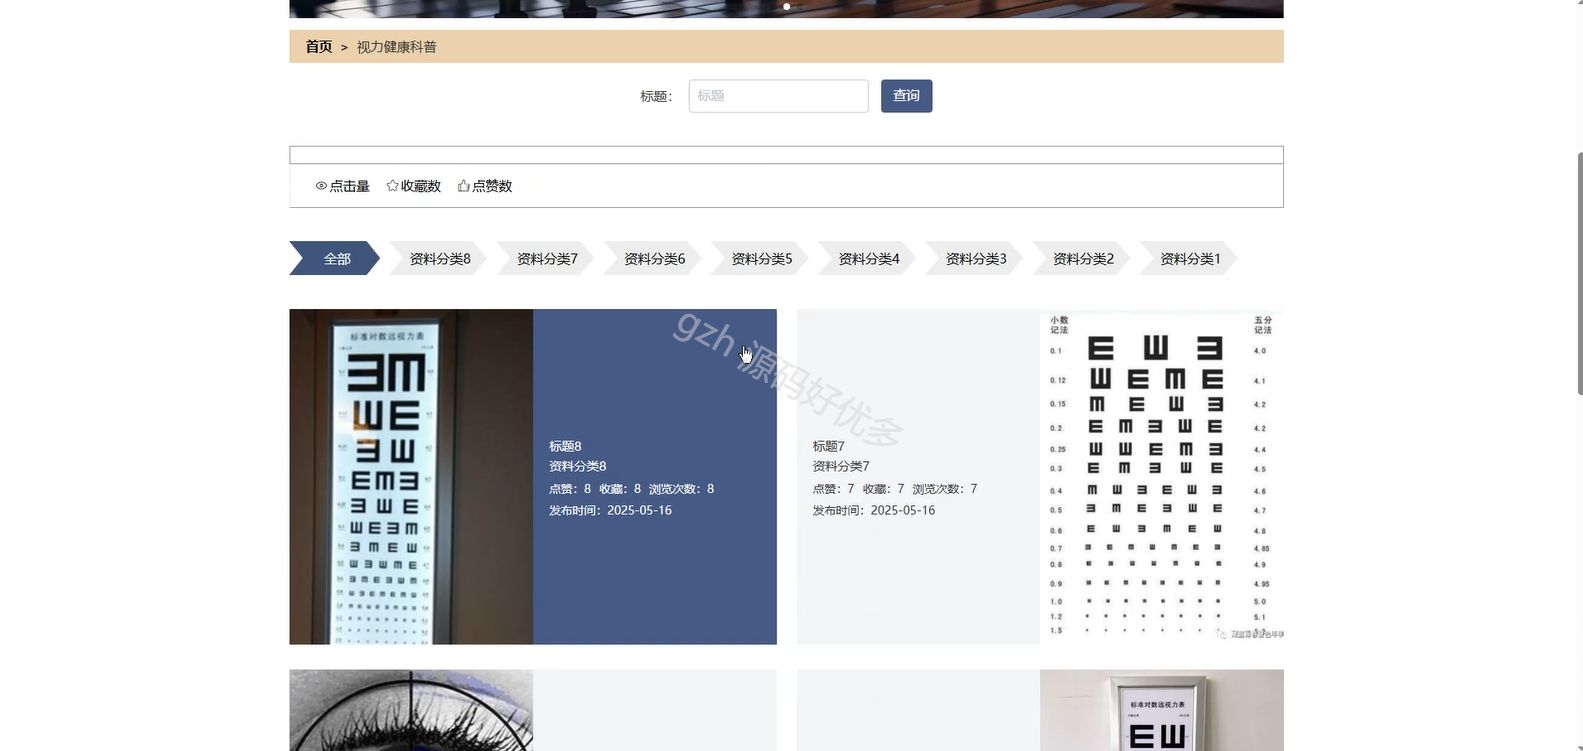 首页 > 视力健康科普
标题： 标题 查询
点击量 收藏数 点赞数
全部 资料分类8 资料分类7 资料分类6 资料分类5 资料分类4 资料分类3 资料分类2 资料分类1
标准对数远视力表
gzh 源码好优多
标题8
资料分类8
点赞：8 收藏：8 浏览次数：8
发布时间：2025-05-16
标题7
资料分类7
点赞：7 收藏：7 浏览次数：7
发布时间：2025-05-16
小数
记法
五分
记法
0.1 E W 4.0
0.12 4.1
0.15 4.2
0.2 4.2
0.25 4.4
0.3 4.5
0.4 4.6
0.5 4.7
0.6 4.8
0.7 4.85
0.8 4.9
0.9 4.95
1.0 5.0
1.2 5.1
1.5
标准对数远视力表